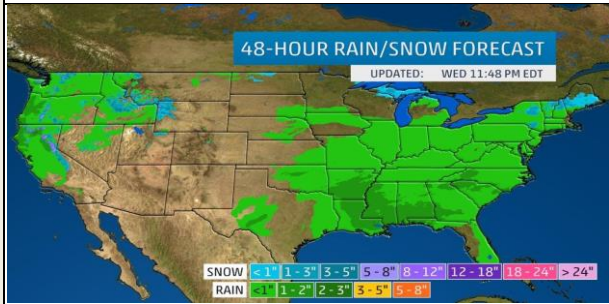 48-HOUR RAIN/SNOW FORECAST
UPDATED: WED 11:48 PM EDT
SNOW <1" 1 - 3" 3 - 5" 5 - 8" 8 - 12" 12 - 18" 18 - 24" > 24"
RAIN <1" 1 - 2" 2 - 3" 3 - 5" 5 - 8"